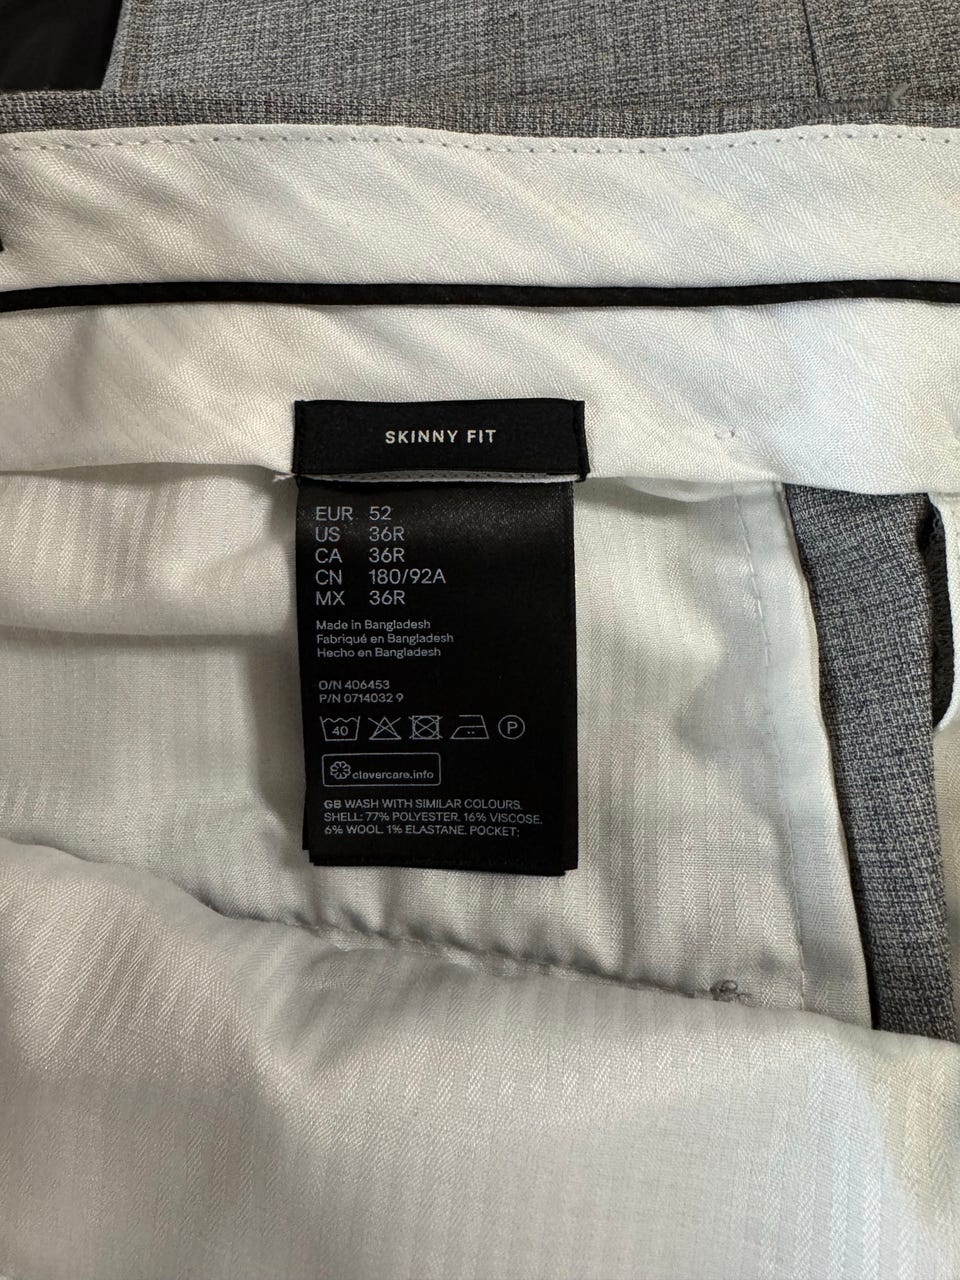 SKINNY FIT
EUR 52
US 36R
CA 36R
CN 180/92A
MX 36R
Made in Bangladesh
Fabriqué en Bangladesh
Hecho en Bangladesh
O/N 406453
P/N 0714032 9
40
P
clevercare.info
GB WASH WITH SIMILAR COLOURS.
SHELL: 77% POLYESTER. 16% VISCOSE.
6% WOOL. 1% ELASTANE. POCKET: